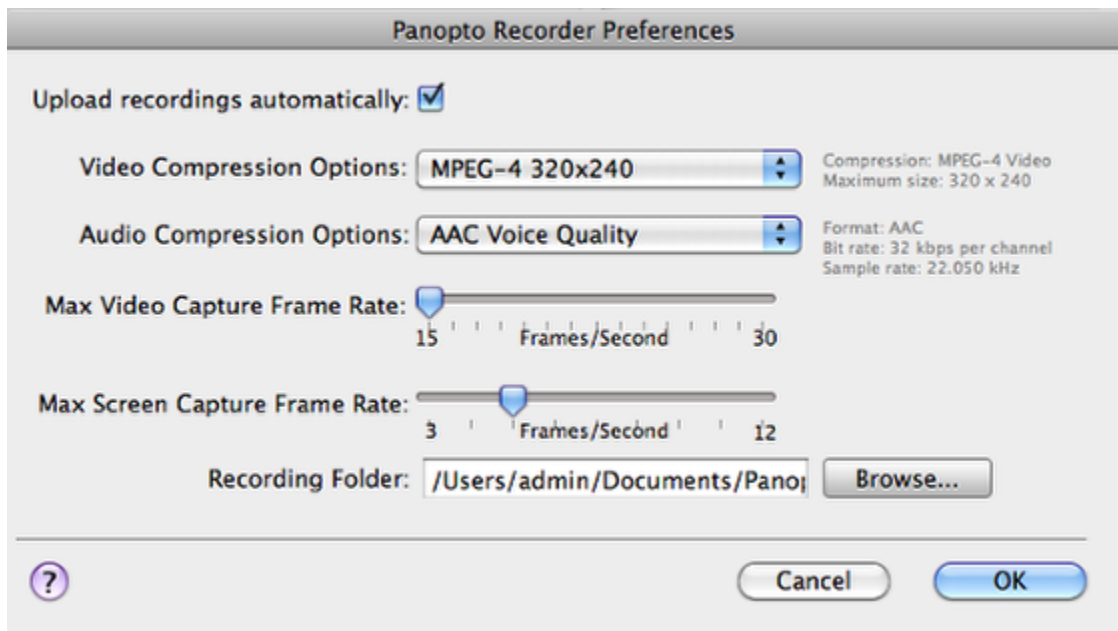 Panopto Recorder Preferences
Upload recordings automatically:
Video Compression Options: MPEG-4 320x240
Compression: MPEG-4 Video
Maximum size: 320 x 240
Audio Compression Options: AAC Voice Quality
Format: AAC
Bit rate: 32 kbps per channel
Sample rate: 22.050 kHz
Max Video Capture Frame Rate:
15 Frames/Second 30
Max Screen Capture Frame Rate:
3 Frames/Second 12
Recording Folder: /Users/admin/Documents/Panop Browse...
? Cancel OK